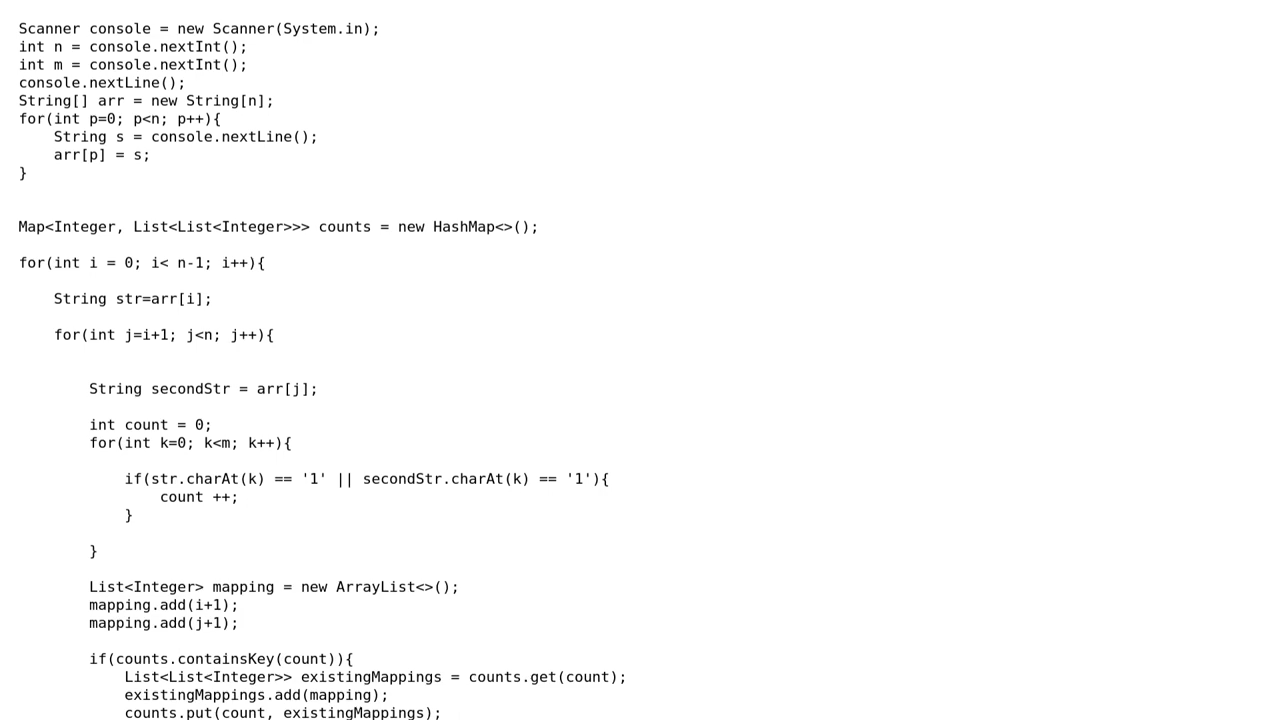 Scanner console = new Scanner(System.in);
int n = console.nextInt();
int m = console.nextInt();
console.nextLine();
String[] arr = new String[n];
for(int p=0; p<n; p++){
    String s = console.nextLine();
    arr[p] = s;
}
Map<Integer, List<List<Integer>>> counts = new HashMap<>();
for(int i = 0; i< n-1; i++){
    String str=arr[i];
    for(int j=i+1; j<n; j++){
        String secondStr = arr[j];
        int count = 0;
        for(int k=0; k<m; k++){
            if(str.charAt(k) == '1' || secondStr.charAt(k) == '1'){
                count ++;
            }
        }
        List<Integer> mapping = new ArrayList<>();
        mapping.add(i+1);
        mapping.add(j+1);
        if(counts.containsKey(count)){
            List<List<Integer>> existingMappings = counts.get(count);
            existingMappings.add(mapping);
            counts.put(count, existingMappings);